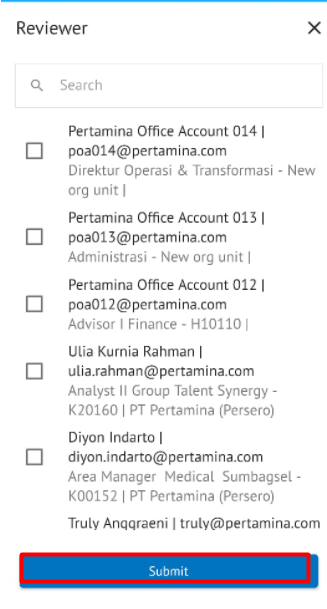 Reviewer
Search
Pertamina Office Account 014 |
poa014@pertamina.com
Direktur Operasi & Transformasi - New
org unit |
Pertamina Office Account 013 |
poa013@pertamina.com
Administrasi - New org unit |
Pertamina Office Account 012 |
poa012@pertamina.com
Advisor I Finance - H10110 |
Ulia Kurnia Rahman |
ulia.rahman@pertamina.com
Analyst II Group Talent Synergy -
K20160 | PT Pertamina (Persero)
Diyon Indarto |
diyon.indarto@pertamina.com
Area Manager Medical Sumbagsel -
K00152 | PT Pertamina (Persero)
Truly Anggraeni | truly@pertamina.com
Submit